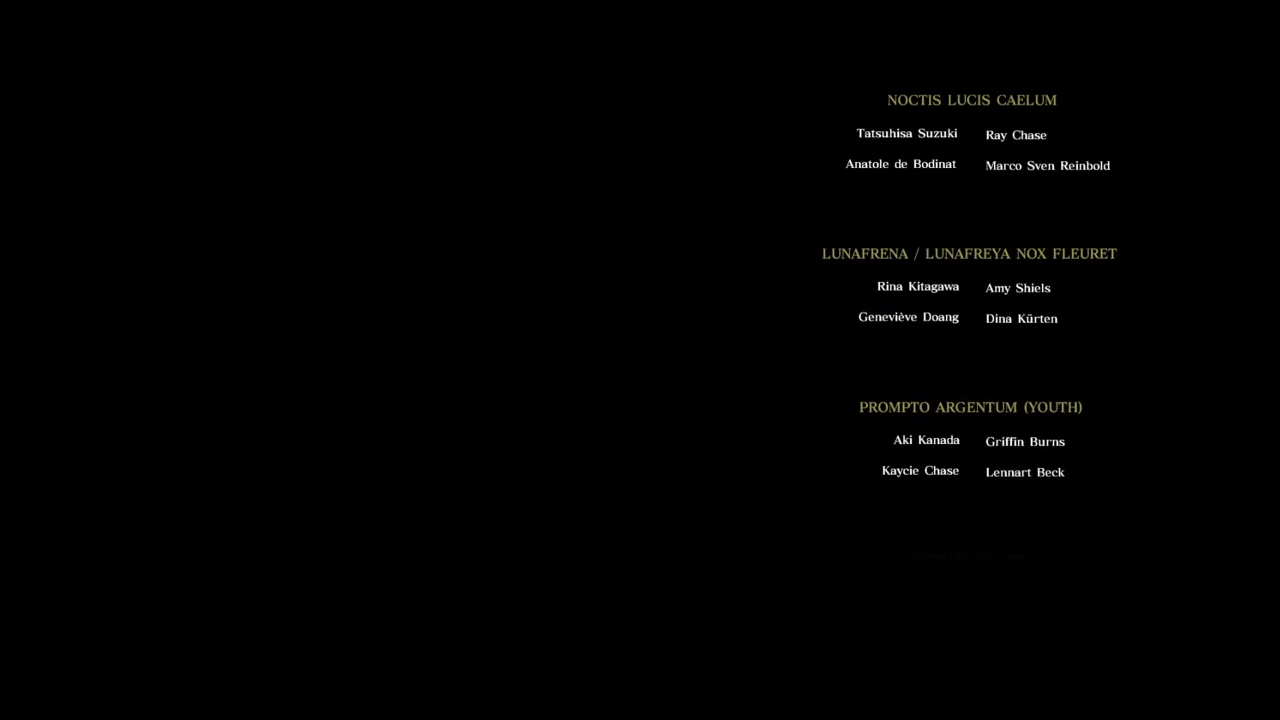 NOCTIS LUCIS CAELUM
Tatsuhisa Suzuki Ray Chase
Anatole de Bodinat Marco Sven Reinbold
LUNAFRENA / LUNAFREYA NOX FLEURET
Rina Kitagawa Amy Shiels
Geneviève Doang Dina Kürten
PROMPTO ARGENTUM (YOUTH)
Aki Kanada Griffin Burns
Kaycie Chase Lennart Beck